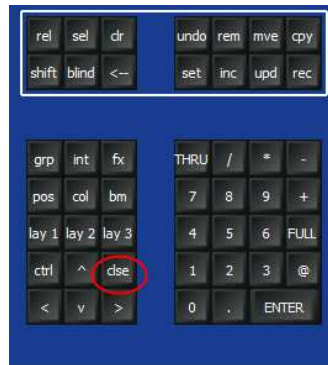 rel sel clr undo rem mve cpy
shift blind <-- set inc upd rec
grp int fx THRU / * -
pos col bm 7 8 9 +
lay 1 lay 2 lay 3 4 5 6 FULL
ctrl ^ clse 1 2 3 @
< v > 0 . ENTER